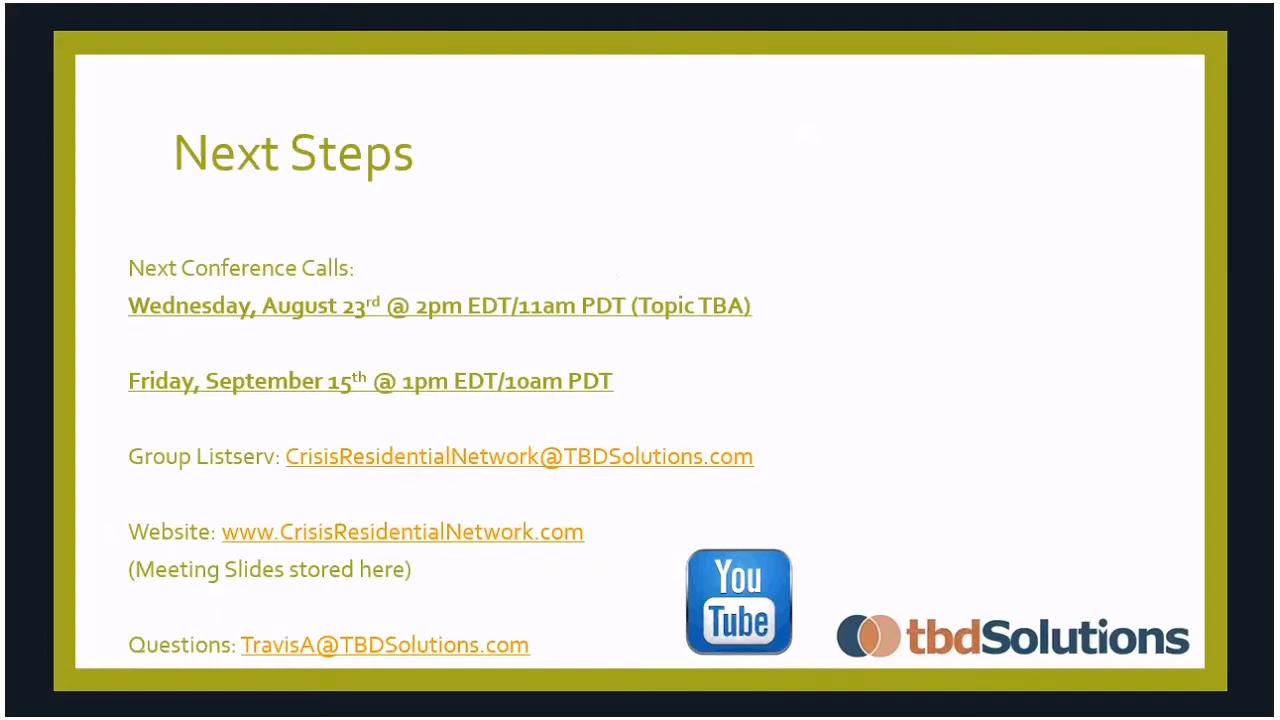 Next Steps
Next Conference Calls:
Wednesday, August 23rd @ 2pm EDT/11am PDT (Topic TBA)
Friday, September 15th @ 1pm EDT/10am PDT
Group Listserv: CrisisResidentialNetwork@TBDSolutions.com
Website: www.CrisisResidentialNetwork.com
(Meeting Slides stored here)
Questions: TravisA@TBDSolutions.com
You
Tube
tbdSolutions